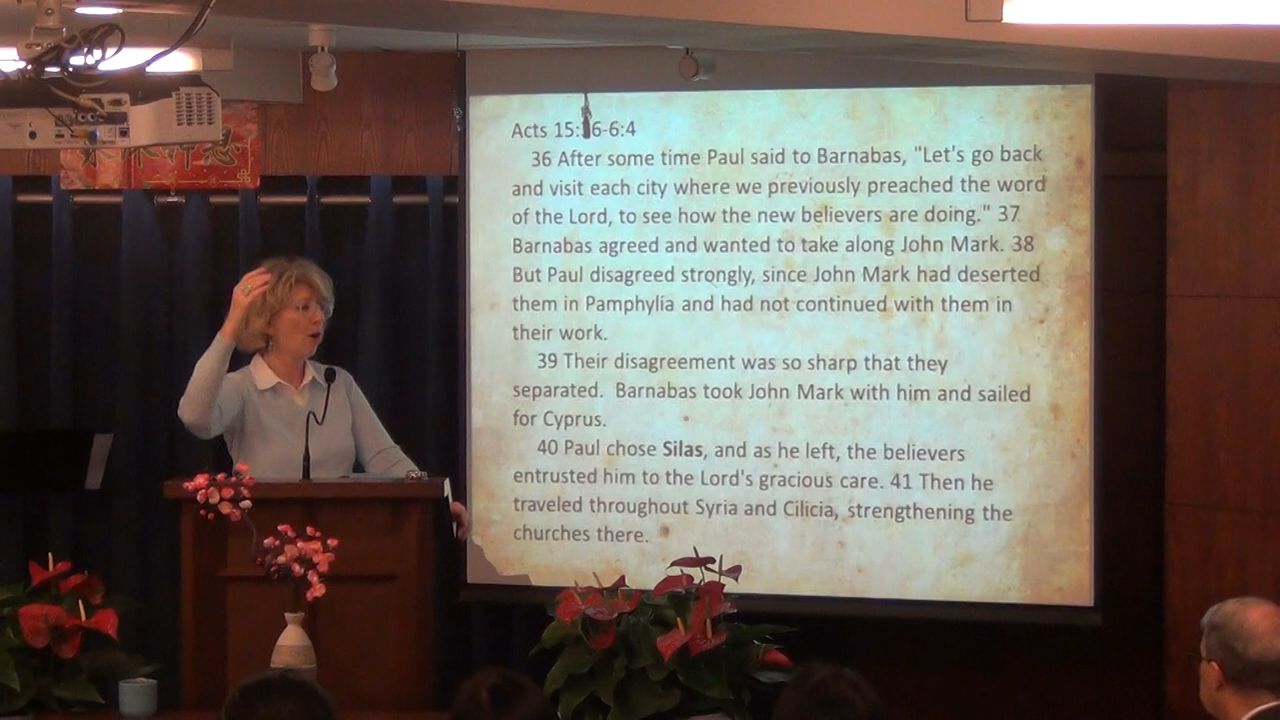 Acts 15:36-6:4
36 After some time Paul said to Barnabas, "Let's go back
and visit each city where we previously preached the word
of the Lord, to see how the new believers are doing." 37
Barnabas agreed and wanted to take along John Mark. 38
But Paul disagreed strongly, since John Mark had deserted
them in Pamphylia and had not continued with them in
their work.
39 Their disagreement was so sharp that they
separated.  Barnabas took John Mark with him and sailed
for Cyprus.
40 Paul chose Silas, and as he left, the believers
entrusted him to the Lord's gracious care. 41 Then he
traveled throughout Syria and Cilicia, strengthening the
churches there.